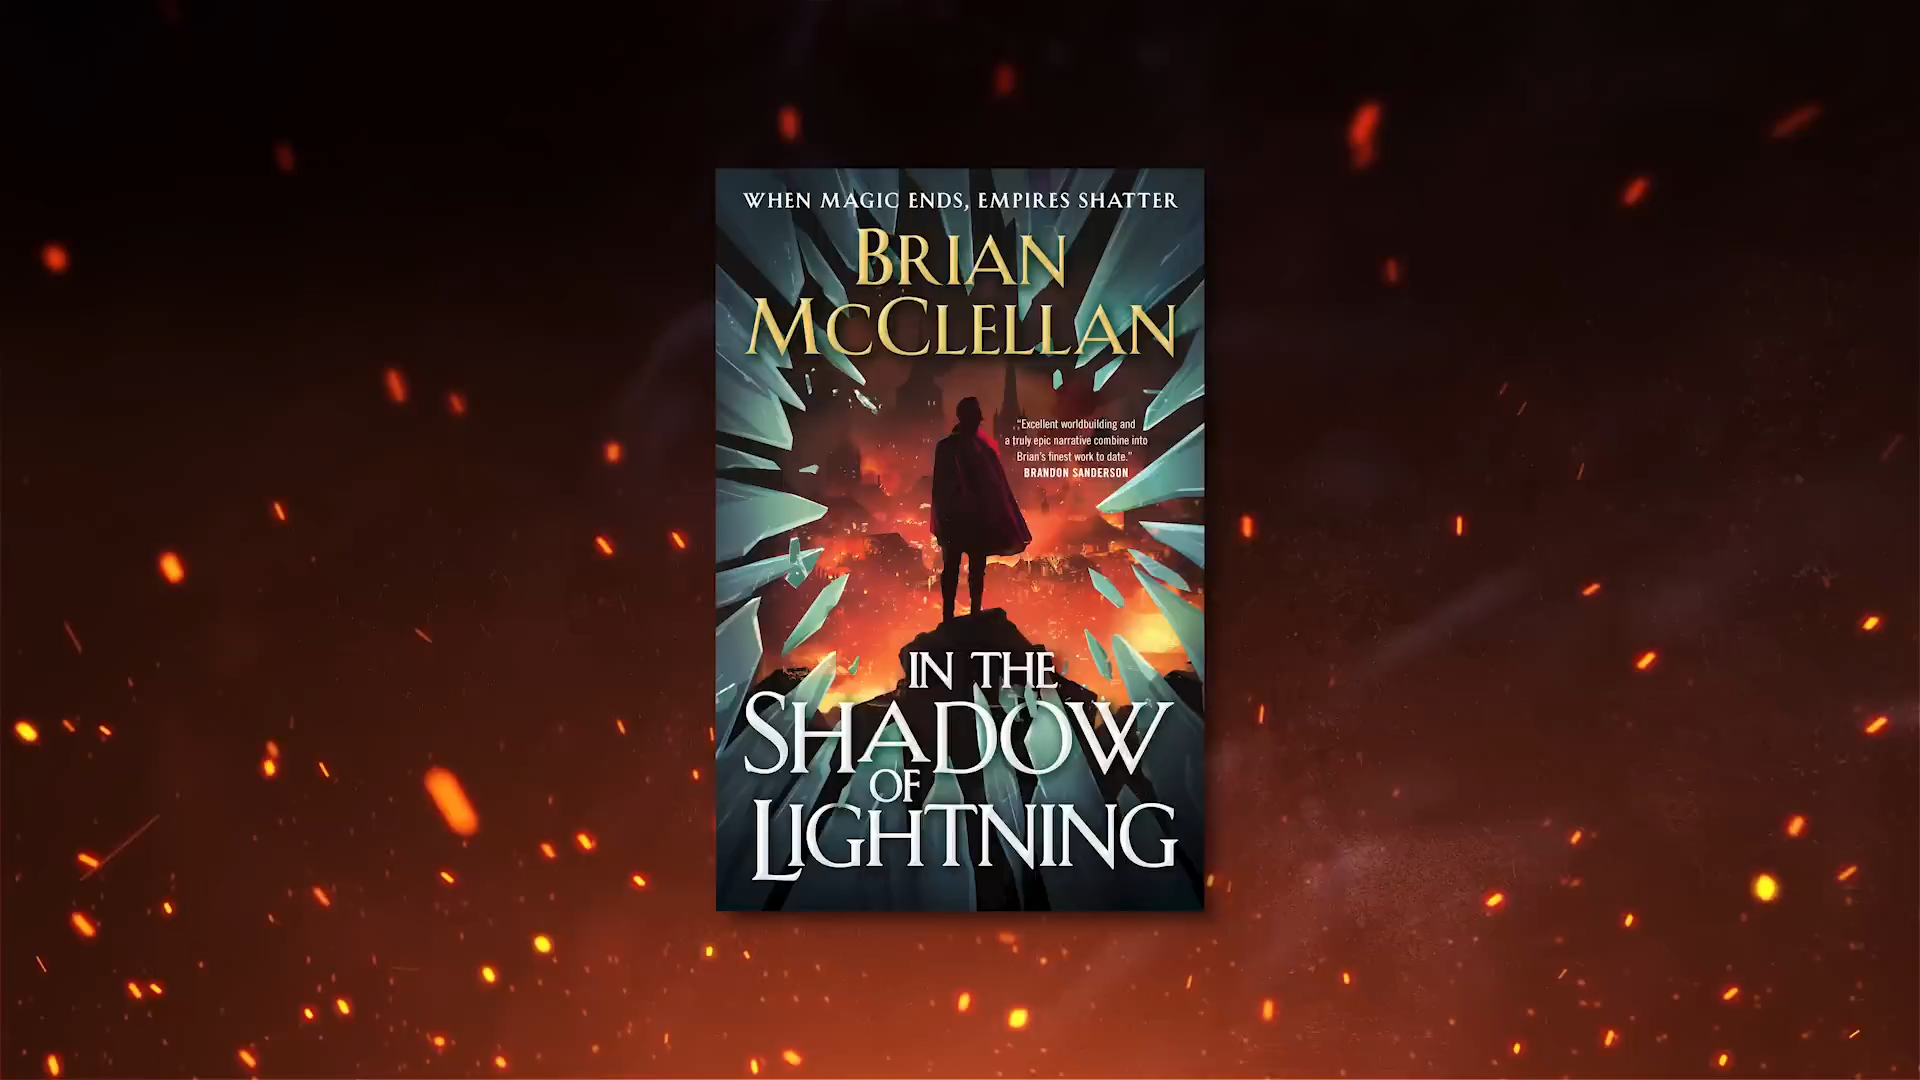 WHEN MAGIC ENDS, EMPIRES SHATTER
BRIAN
MCCLELLAN
“Excellent worldbuilding and
a truly epic narrative combine into
Brian’s finest work to date.”
BRANDON SANDERSON
IN THE
SHADOW
OF
LIGHTNING